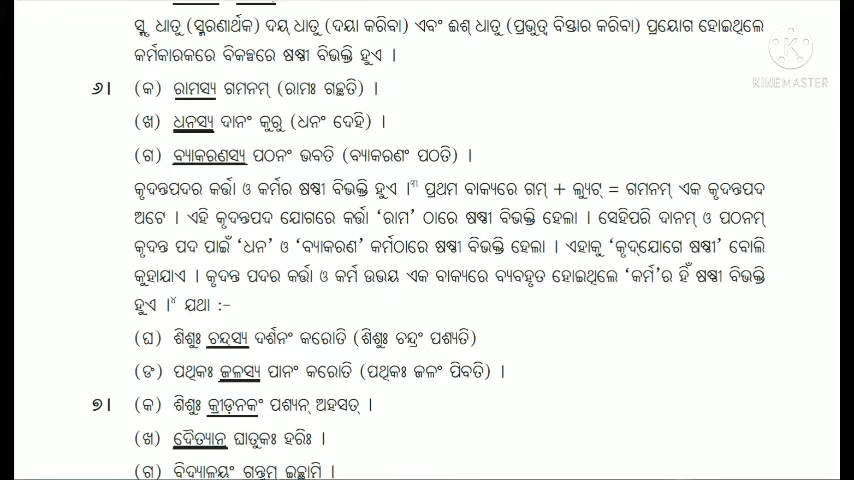 ସ୍ମୃ ଧାତୁ (ସ୍ମରଣାର୍ଥକ) ଦୟ୍ ଧାତୁ (ଦୟା କରିବା) ଏବଂ ଈଶ୍ ଧାତୁ (ପ୍ରଭୁତ୍ୱ ବିସ୍ତାର କରିବା) ପ୍ରୟୋଗ ହୋଇଥିଲେ
କର୍ମକାରକରେ ବିକଳ୍ପରେ ଷଷ୍ଠୀ ବିଭକ୍ତି ହୁଏ ।
KINEMASTER
୬। (କ) ରାମସ୍ୟ ଗମନମ୍ (ରାମଃ ଗଚ୍ଛତି) ।
(ଖ) ଧନସ୍ୟ ଦାନଂ କୁରୁ (ଧନଂ ଦେହି) ।
(ଗ) ବ୍ୟାକରଣସ୍ୟ ପଠନଂ ଭବତି (ବ୍ୟାକରଣଂ ପଠତି) ।
କୃଦନ୍ତପଦର କର୍ତ୍ତା ଓ କର୍ମର ଷଷ୍ଠୀ ବିଭକ୍ତି ହୁଏ ।୩ ପ୍ରଥମ ବାକ୍ୟରେ ଗମ୍ + ଲ୍ୟୁଟ୍ = ଗମନମ୍ ଏକ କୃଦନ୍ତପଦ
ଅଟେ । ଏହି କୃଦନ୍ତପଦ ଯୋଗରେ କର୍ତ୍ତା ‘ରାମ’ ଠାରେ ଷଷ୍ଠୀ ବିଭକ୍ତି ହେଲା । ସେହିପରି ଦାନମ୍ ଓ ପଠନମ୍
କୃଦନ୍ତ ପଦ ପାଇଁ ‘ଧନ’ ଓ ‘ବ୍ୟାକରଣ’ କର୍ମଠାରେ ଷଷ୍ଠୀ ବିଭକ୍ତି ହେଲା । ଏହାକୁ ‘କୃଦ୍‌ଯୋଗେ ଷଷ୍ଠୀ’ ବୋଲି
କୁହାଯାଏ । କୃଦନ୍ତ ପଦର କର୍ତ୍ତା ଓ କର୍ମ ଉଭୟ ଏକ ବାକ୍ୟରେ ବ୍ୟବହୃତ ହୋଇଥିଲେ ‘କର୍ମ’ର ହିଁ ଷଷ୍ଠୀ ବିଭକ୍ତି
ହୁଏ ।୪ ଯଥା :-
(ଘ) ଶିଶୁଃ ଚନ୍ଦ୍ରସ୍ୟ ଦର୍ଶନଂ କରୋତି (ଶିଶୁଃ ଚନ୍ଦ୍ରଂ ପଶ୍ୟତି)
(ଙ) ପଥିକଃ ଜଳସ୍ୟ ପାନଂ କରୋତି (ପଥିକଃ ଜଳଂ ପିବତି) ।
୭। (କ) ଶିଶୁଃ କ୍ରୀଡ଼ନକଂ ପଶ୍ୟନ୍ ଅହସତ୍ ।
(ଖ) ଦୈତ୍ୟାନ୍ ଘାତୁକଃ ହରିଃ ।
(ଗ) ବିଦ୍ୟାଳୟଂ ଗନ୍ତୁମ୍ ଇଚ୍ଛାମି ।